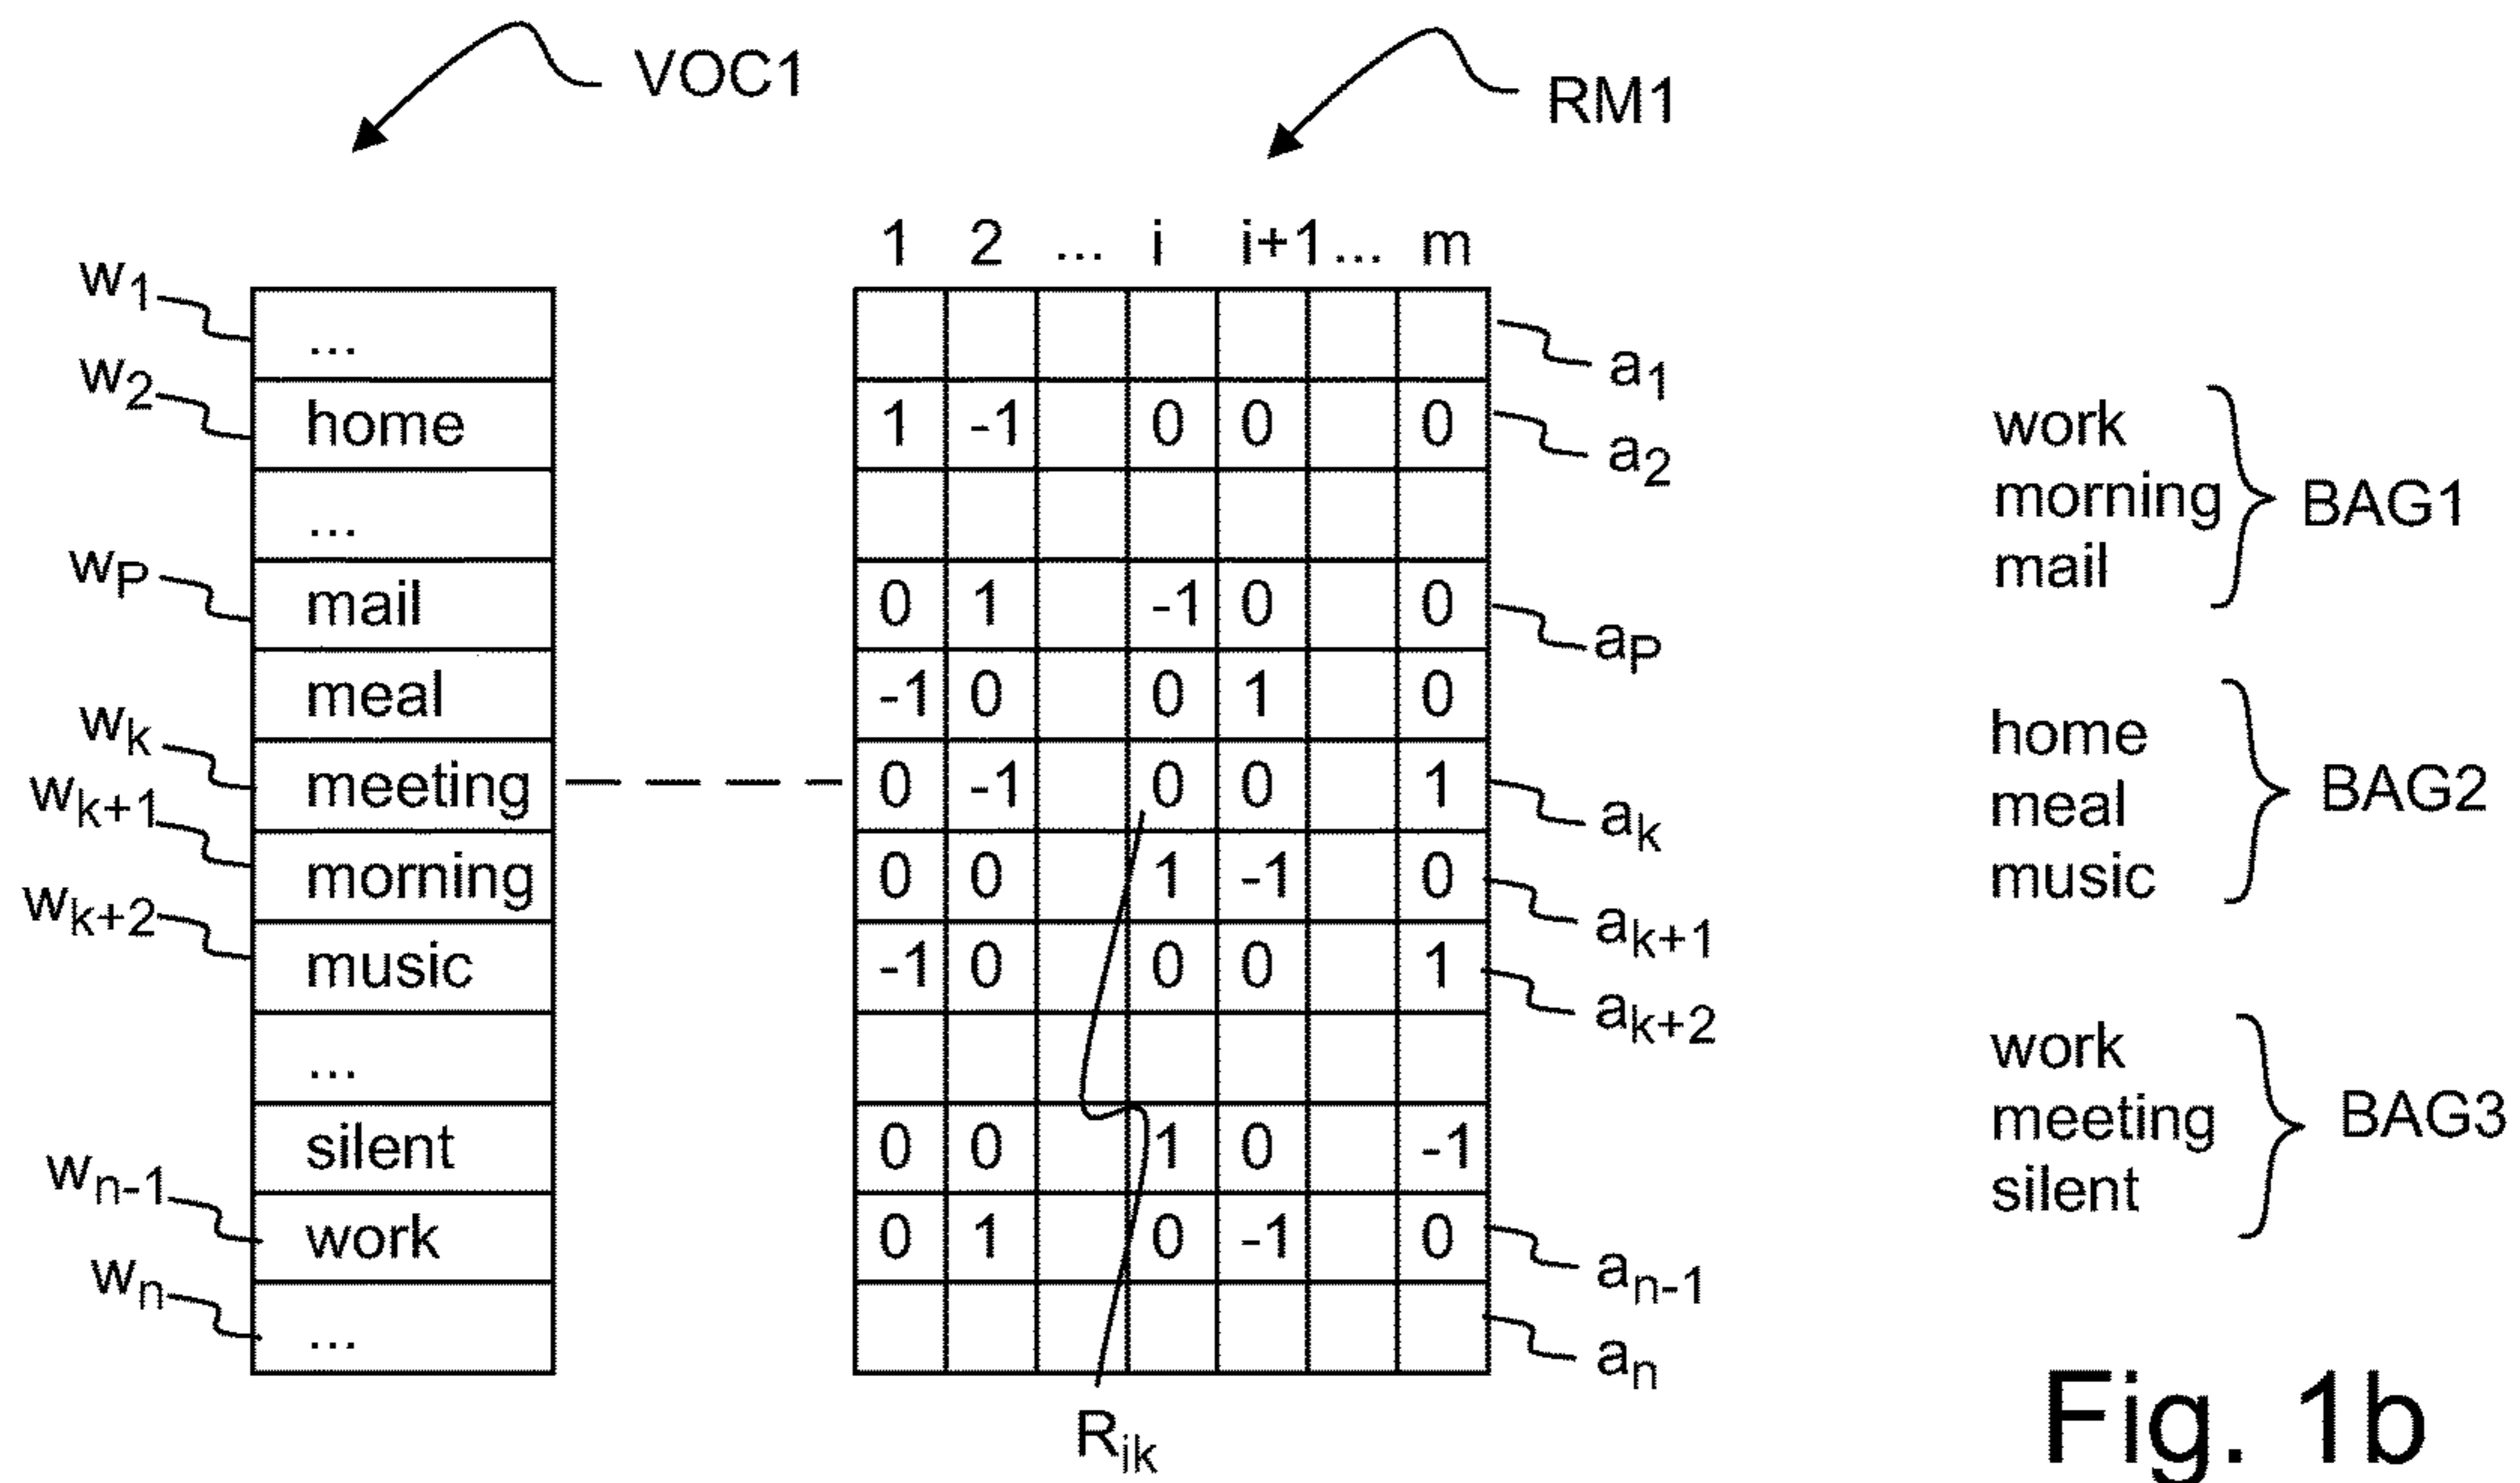 VOC1
RM1
1 2 ... i i+1 ... m
w1 ... a1
w2 home 1 -1 0 0 0 a2
...
wP mail 0 1 -1 0 0 aP
meal -1 0 0 1 0
wk meeting 0 -1 0 0 1 ak
wk+1 morning 0 0 1 -1 0 ak+1
wk+2 music -1 0 0 0 1 ak+2
...
silent 0 0 1 0 -1
wn-1 work 0 1 0 -1 0 an-1
wn ... an
Rik
work
morning BAG1
mail
home
meal BAG2
music
work
meeting BAG3
silent
Fig. 1b